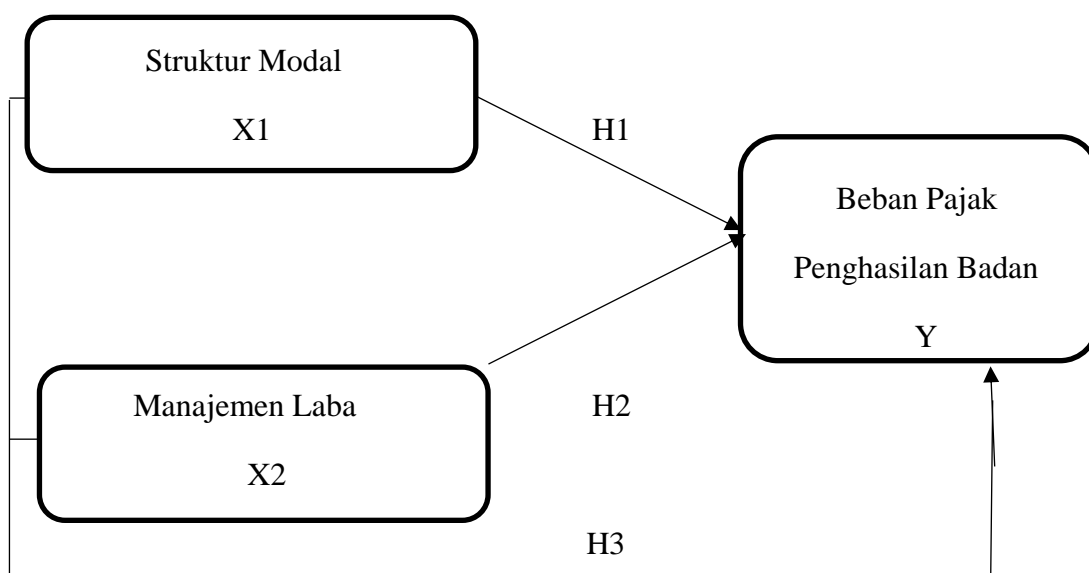 Struktur Modal
X1
H1
Beban Pajak
Penghasilan Badan
Y
Manajemen Laba
X2
H2
H3